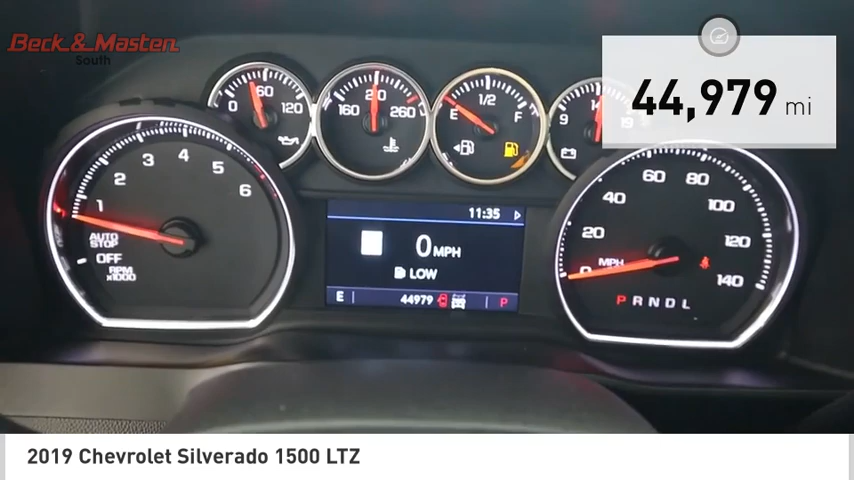 Beck & Masten
South
44,979 mi
0 60 120
160 210 260
E 1/2 F
9 14 19
1 2 3 4 5 6
AUTO
STOP
OFF
RPM
x1000
11:35
0 MPH
LOW
E 44979 P
0 20 40 60 80 100 120 140
MPH
P R N D L
2019 Chevrolet Silverado 1500 LTZ